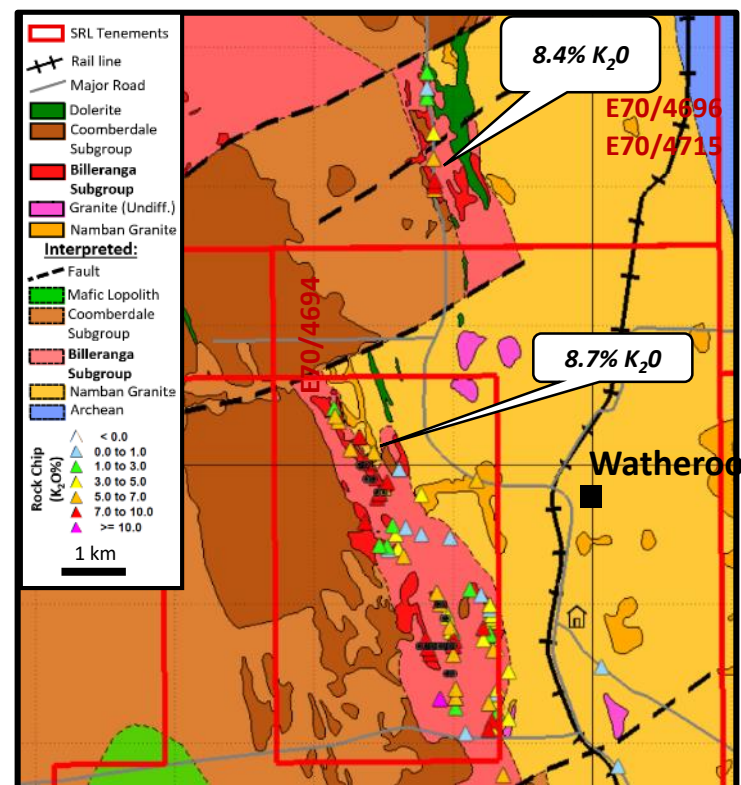 SRL Tenements
Rail line
Major Road
Dolerite
Coomberdale
Subgroup
Billeranga
Subgroup
Granite (Undiff.)
Namban Granite
Interpreted:
Fault
Mafic Lopolith
Coomberdale
Subgroup
Billeranga
Subgroup
Namban Granite
Archean
Rock Chip
(K₂O%)
< 0.0
0.0 to 1.0
1.0 to 3.0
3.0 to 5.0
5.0 to 7.0
7.0 to 10.0
>= 10.0
1 km
8.4% K₂0
E70/4696
E70/4715
E70/4694
8.7% K₂0
Ватheroo